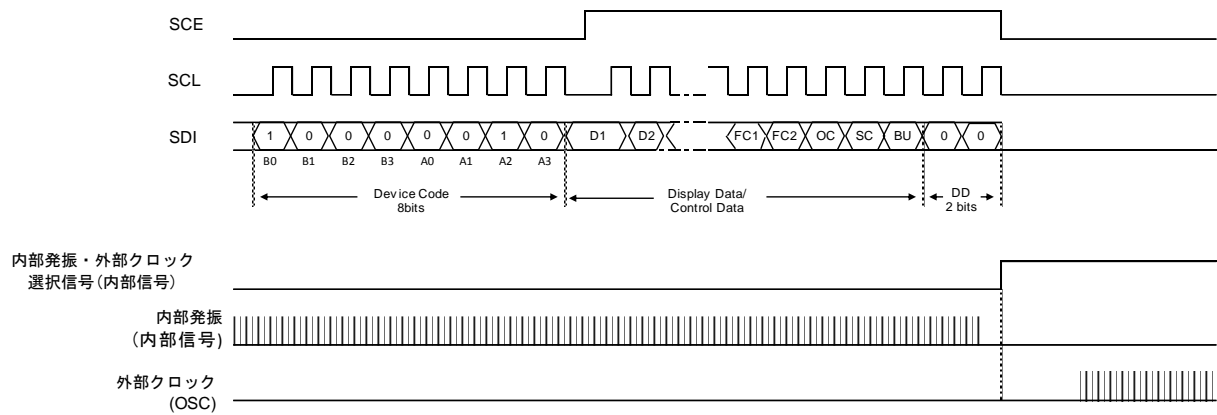 SCE
SCL
SDI
1 0 0 0 0 0 1 0 D1 D2 FC1 FC2 OC SC BU 0 0
B0 B1 B2 B3 A0 A1 A2 A3
Device Code
8bits
Display Data/
Control Data
DD
2 bits
内部発振・外部クロック
選択信号(内部信号)
内部発振
(内部信号)
外部クロック
(OSC)